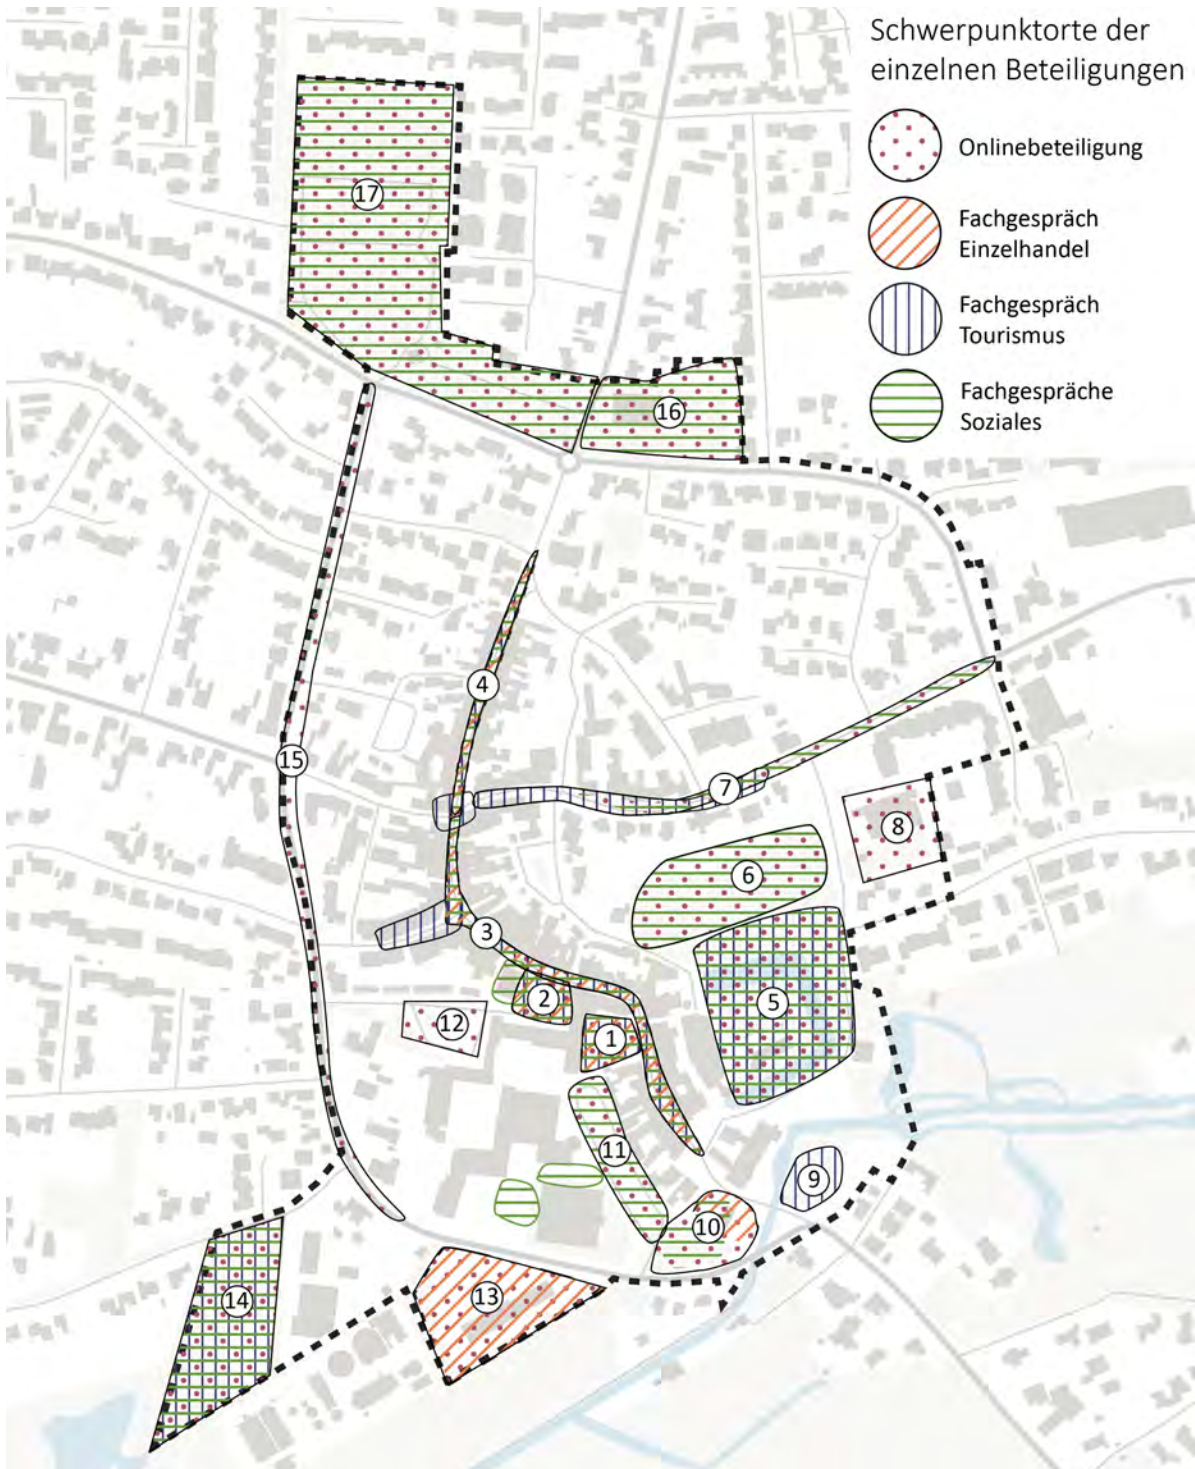 Schwerpunktorte der
einzelnen Beteiligungen
Onlinebeteiligung
Fachgespräch
Einzelhandel
Fachgespräch
Tourismus
Fachgespräche
Soziales
17
16
4
15
7
8
6
3
2
5
12
1
11
9
10
14
13